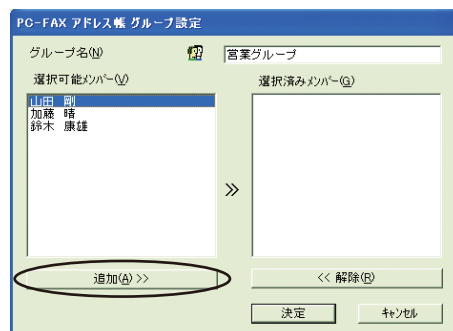 PC-FAX アドレス帳 グループ設定
グループ名(N) 営業グループ
選択可能メンバー(V) 選択済みメンバー(G)
山田 剛
加藤 晴
鈴木 康雄
≫
追加(A) >> << 解除(R)
決定 キャンセル